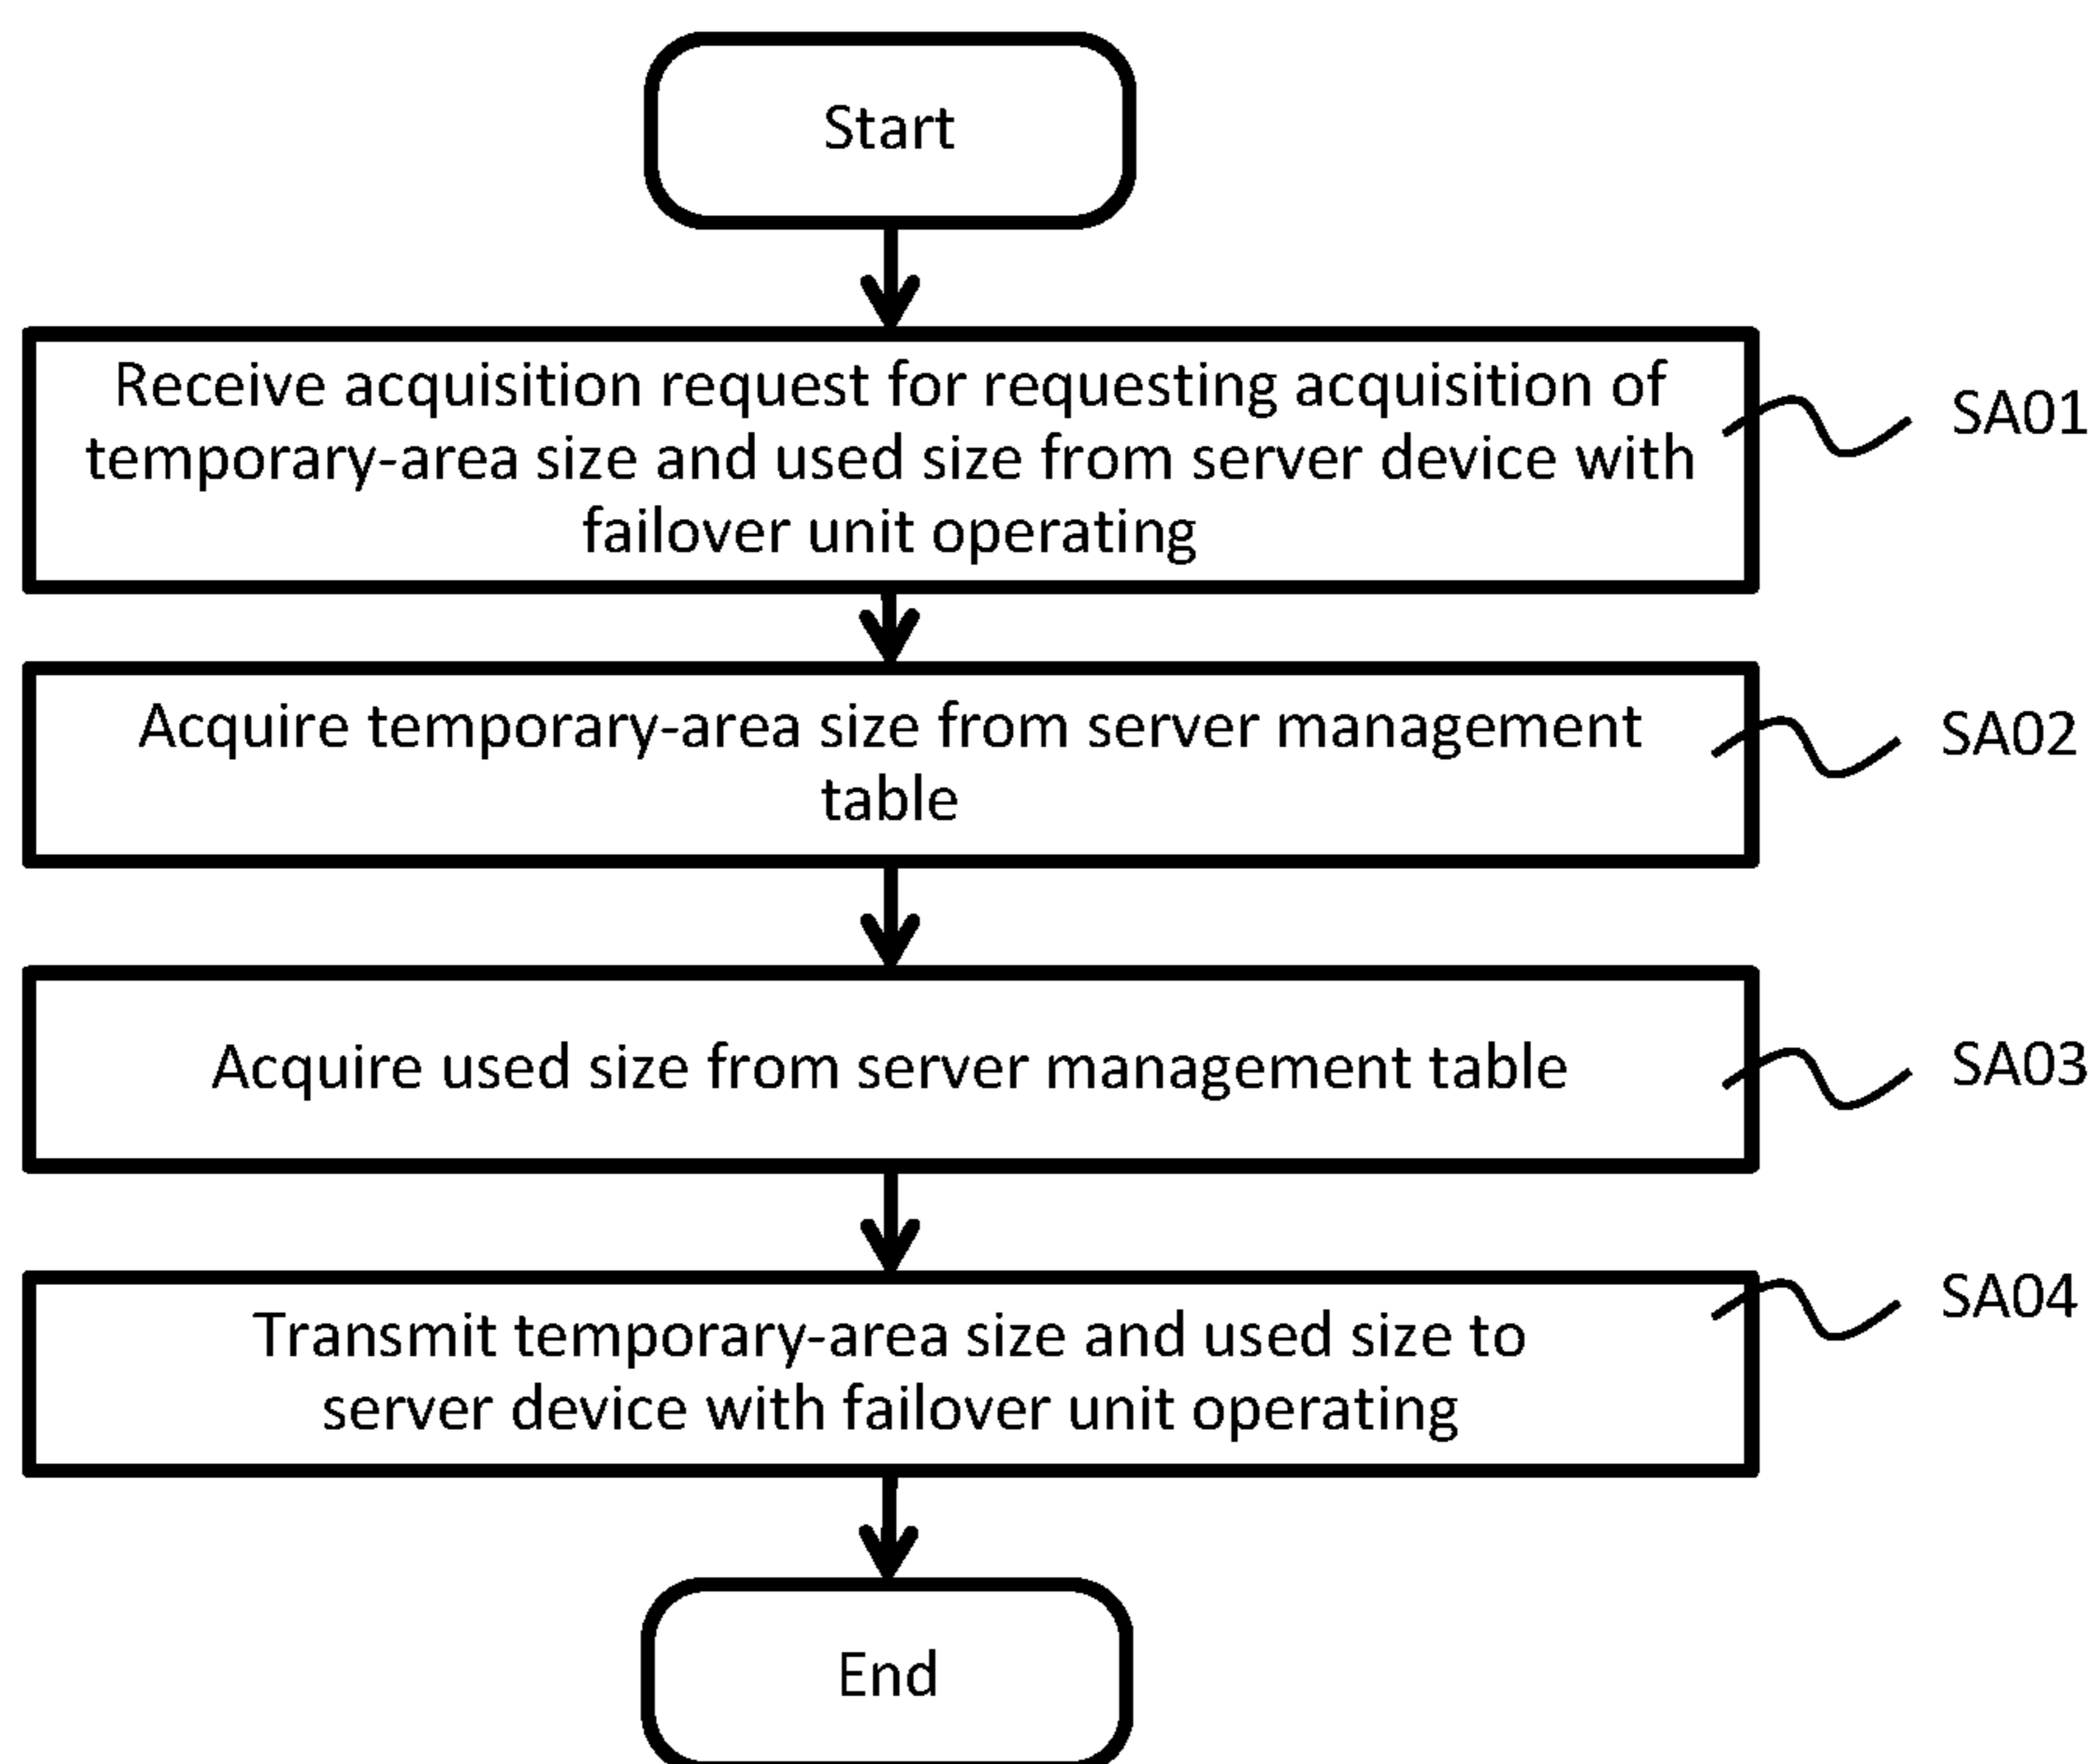 Start
Receive acquisition request for requesting acquisition of
temporary-area size and used size from server device with
failover unit operating
SA01
Acquire temporary-area size from server management
table
SA02
Acquire used size from server management table
SA03
Transmit temporary-area size and used size to
server device with failover unit operating
SA04
End